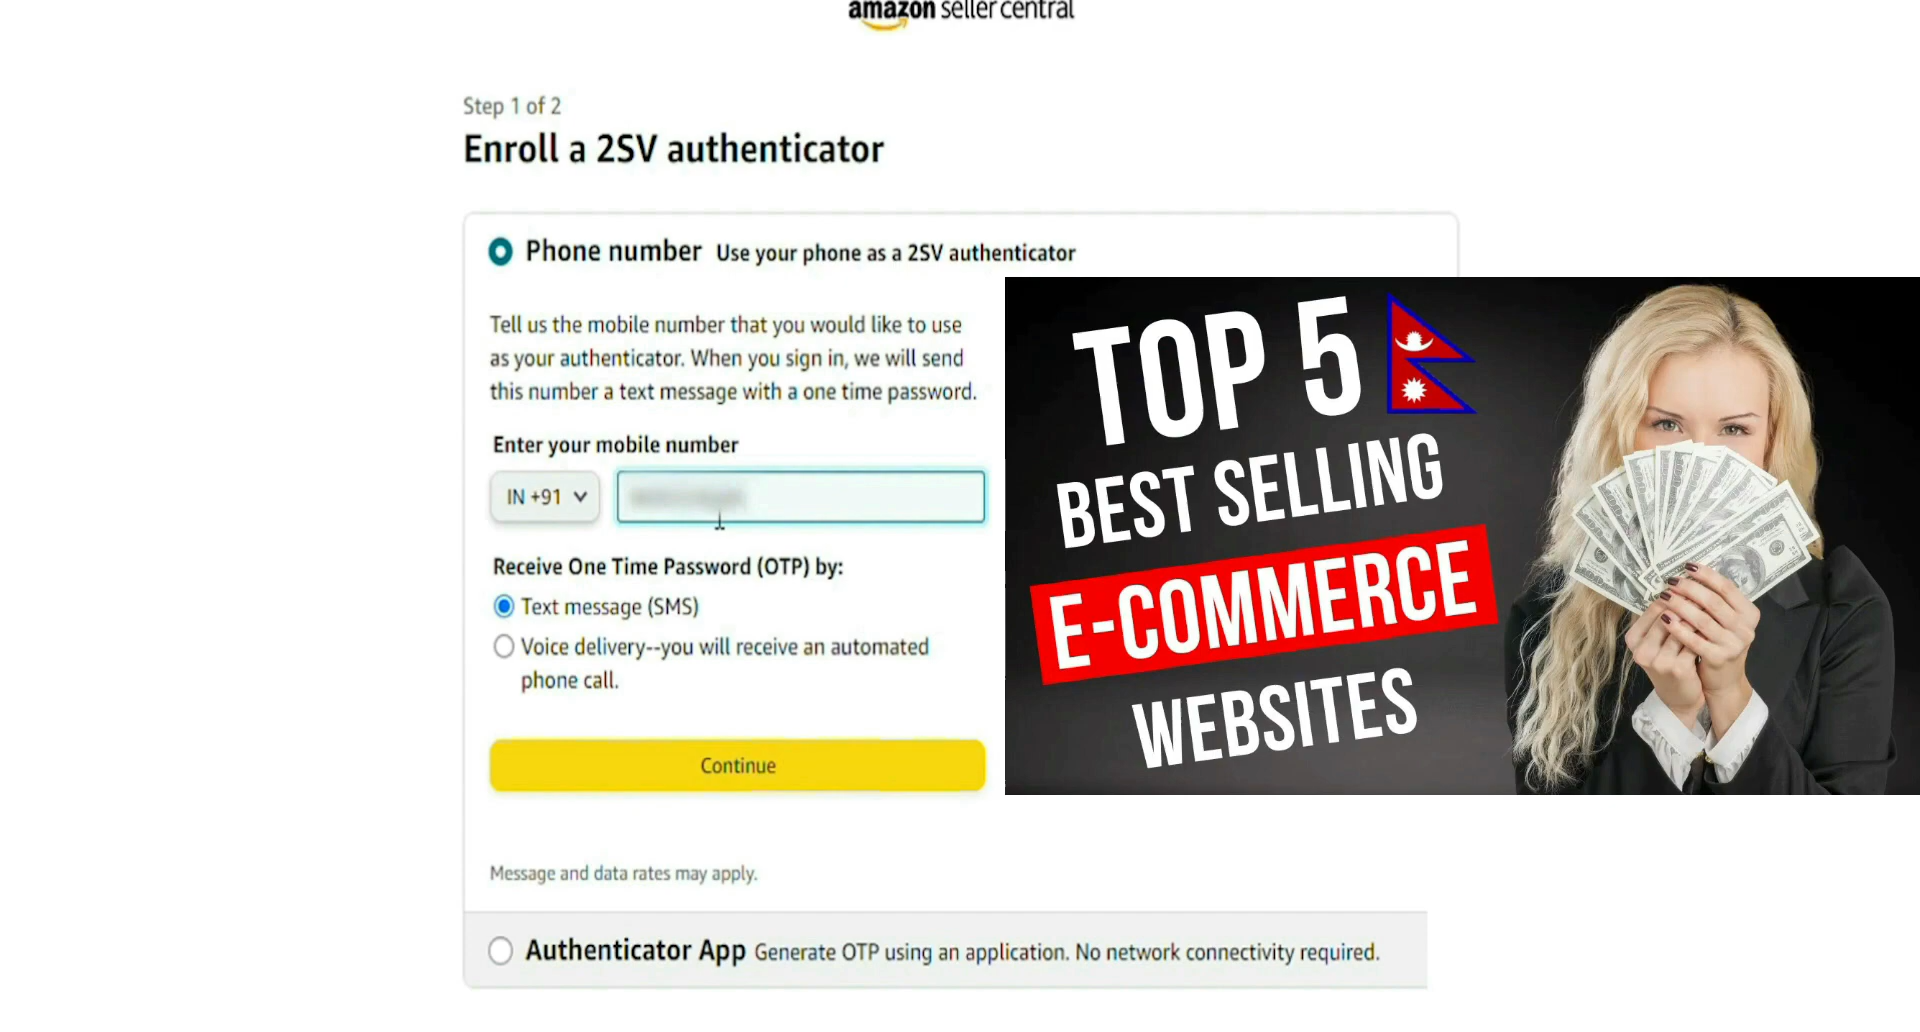 amazon seller central
Step 1 of 2
Enroll a 2SV authenticator
Phone number Use your phone as a 2SV authenticator
Tell us the mobile number that you would like to use
as your authenticator. When you sign in, we will send
this number a text message with a one time password.
Enter your mobile number
IN +91
Receive One Time Password (OTP) by:
Text message (SMS)
Voice delivery--you will receive an automated
phone call.
Continue
Message and data rates may apply.
Authenticator App Generate OTP using an application. No network connectivity required.
TOP 5
BEST SELLING
E-COMMERCE
WEBSITES